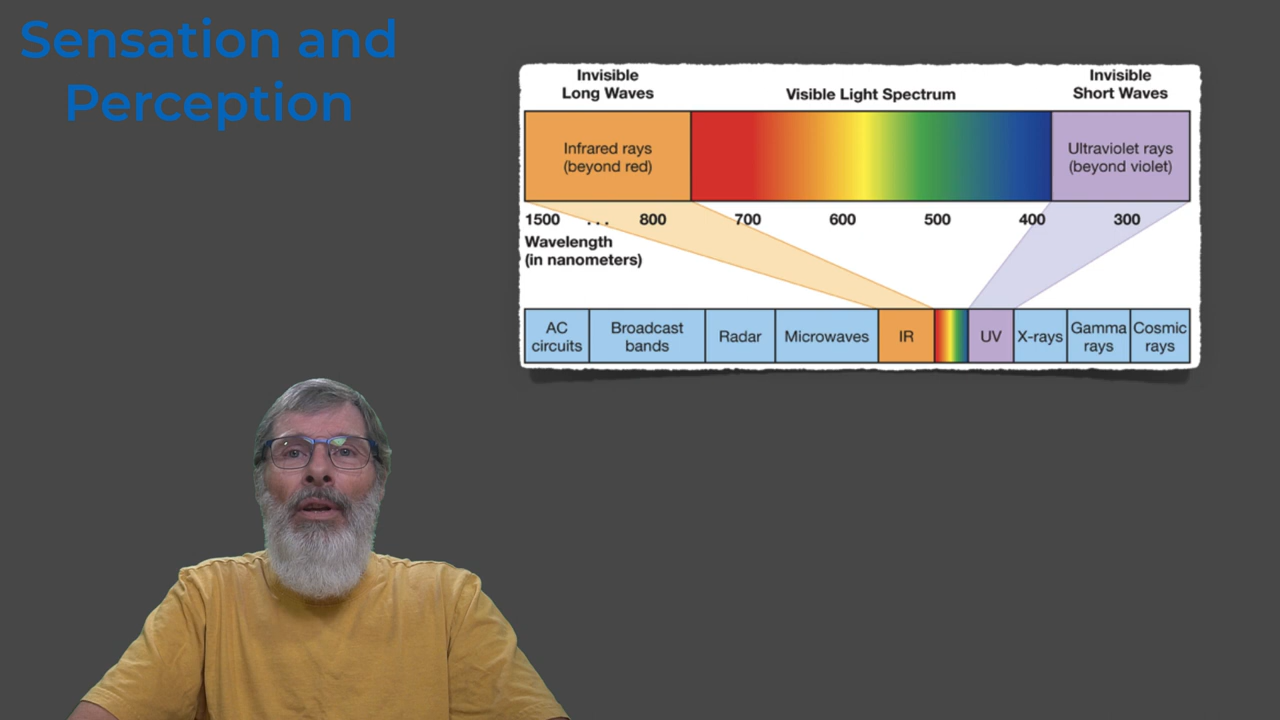 Sensation and
Perception
Invisible
Long Waves
Visible Light Spectrum
Invisible
Short Waves
Infrared rays
(beyond red)
Ultraviolet rays
(beyond violet)
1500 ... 800 700 600 500 400 300
Wavelength
(in nanometers)
AC
circuits
Broadcast
bands
Radar
Microwaves
IR
UV
X-rays
Gamma
rays
Cosmic
rays